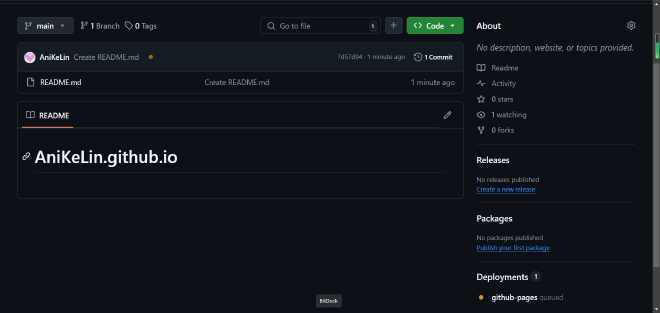 main
1 Branch
0 Tags
Go to file
t
Code
AniKeLin Create README.md
7d57d94 · 1 minute ago
1 Commit
README.md
Create README.md
1 minute ago
README
AniKeLin.github.io
About
No description, website, or topics provided.
Readme
Activity
0 stars
1 watching
0 forks
Releases
No releases published
Create a new release
Packages
No packages published
Publish your first package
Deployments 1
github-pages queued
BitDock